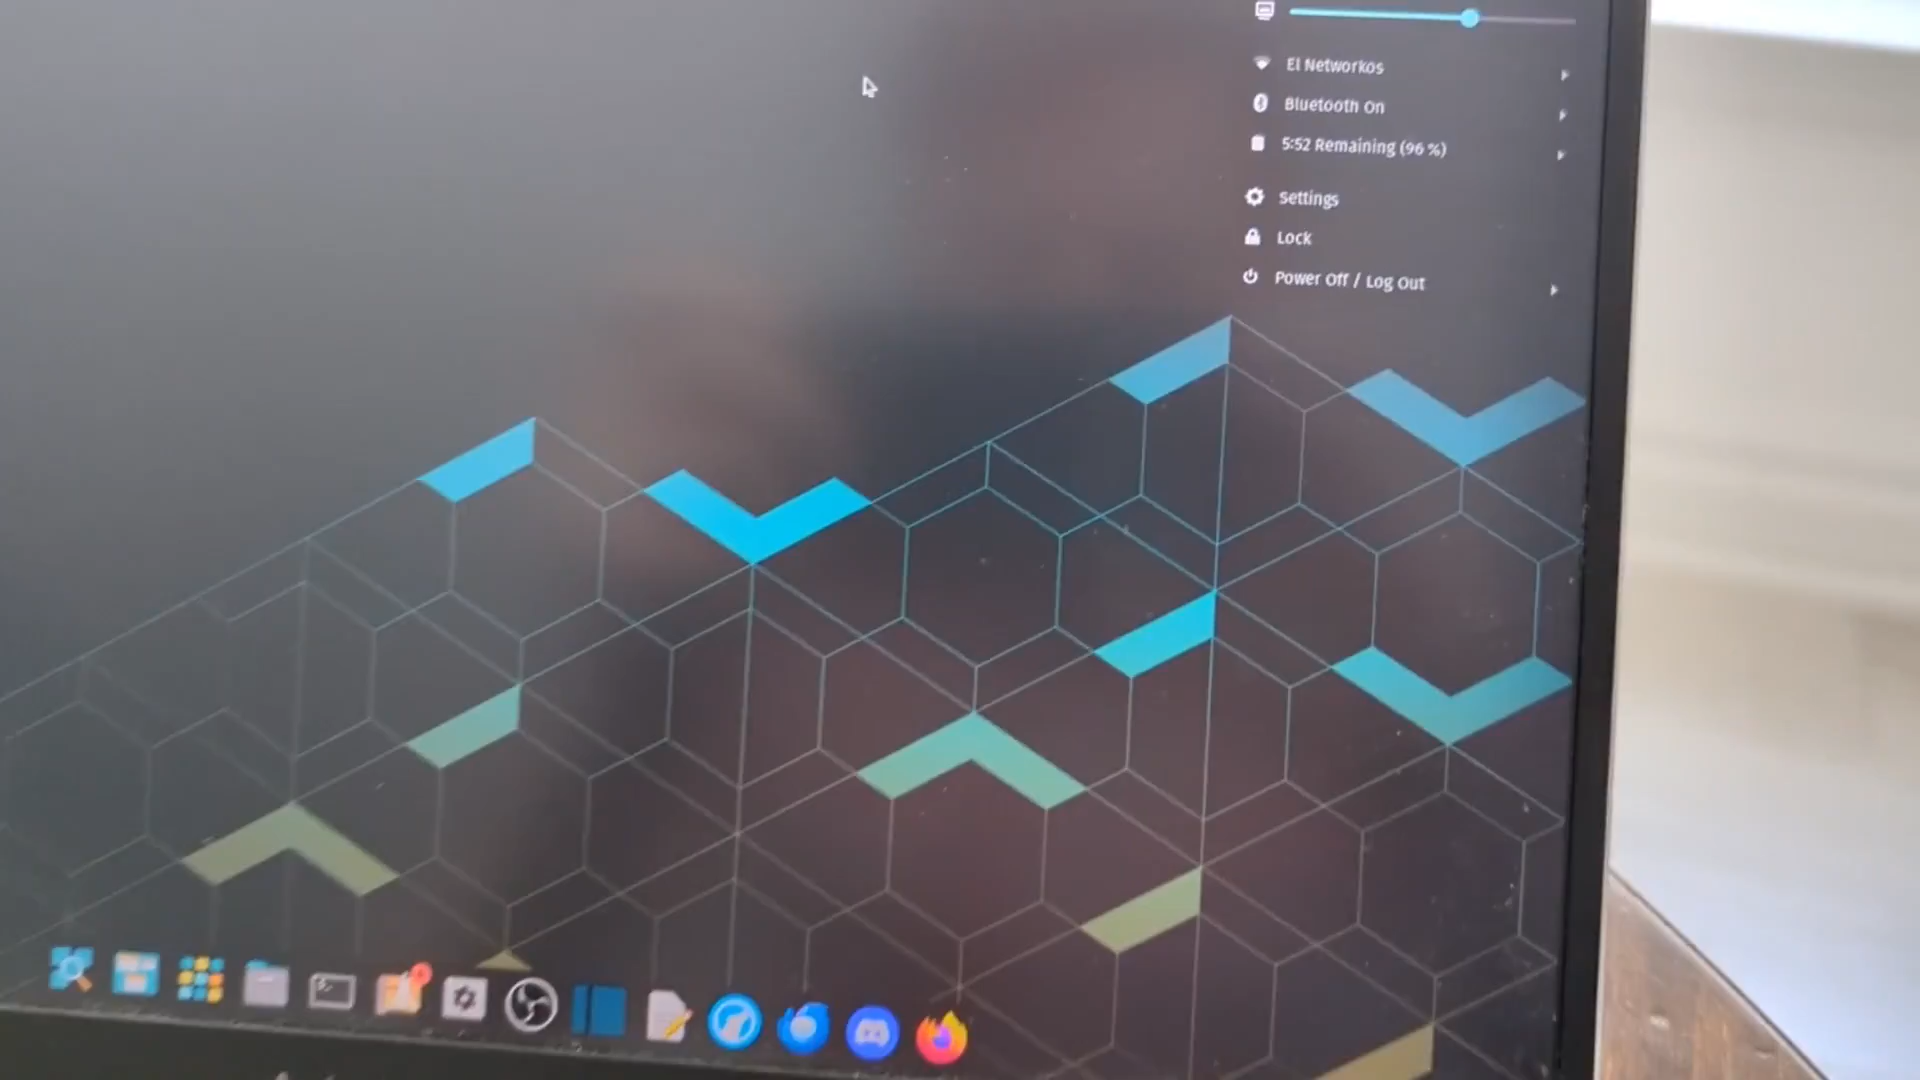 El Networkos
Bluetooth On
5:52 Remaining (96 %)
Settings
Lock
Power Off / Log Out